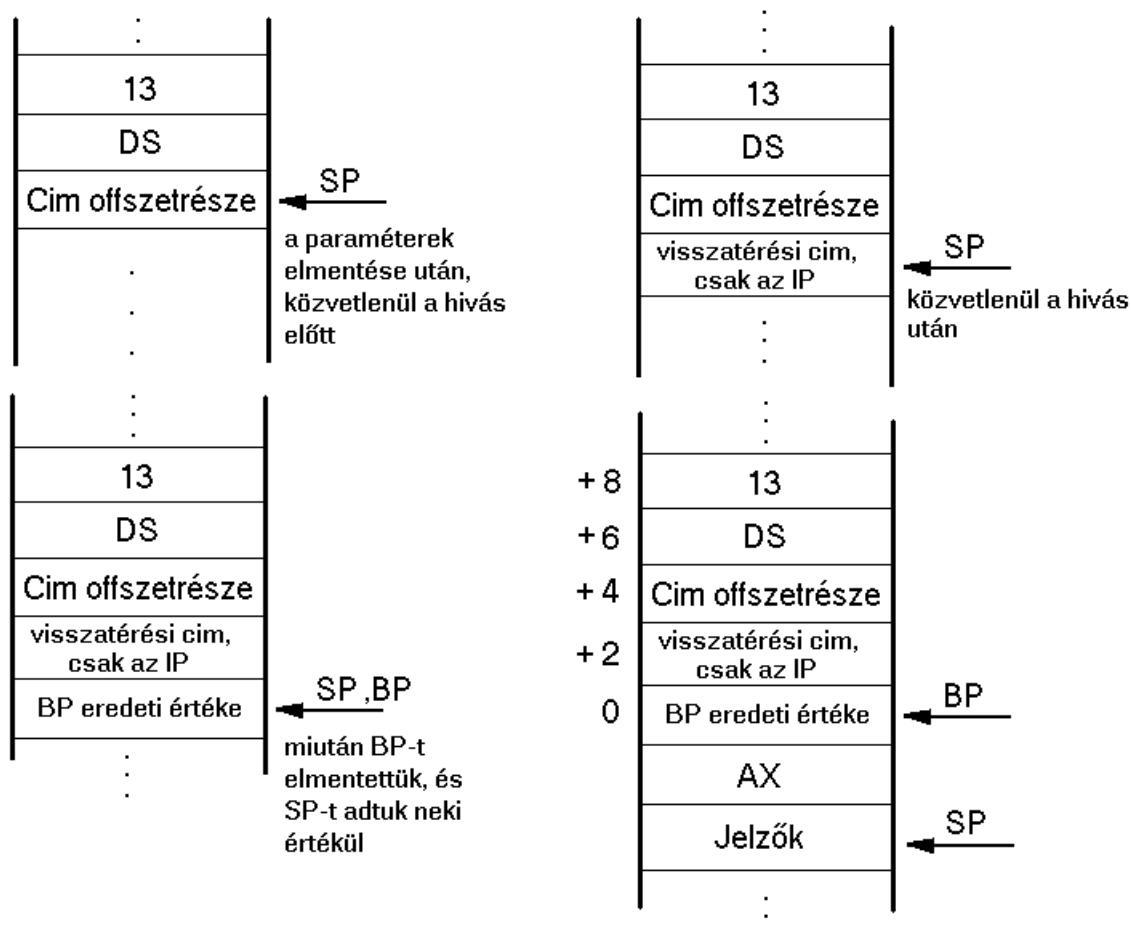 13
DS
Cim offszetrésze
SP
a paraméterek
elmentése után,
közvetlenül a hivás
előtt
13
DS
Cim offszetrésze
visszatérési cim,
csak az IP
SP
közvetlenül a hivás
után
13
DS
Cim offszetrésze
visszatérési cim,
csak az IP
BP eredeti értéke
SP ,BP
miután BP-t
elmentettük, és
SP-t adtuk neki
értékül
+ 8 13
+ 6 DS
+ 4 Cim offszetrésze
+ 2 visszatérési cim,
csak az IP
0 BP eredeti értéke
BP
AX
Jelzők
SP